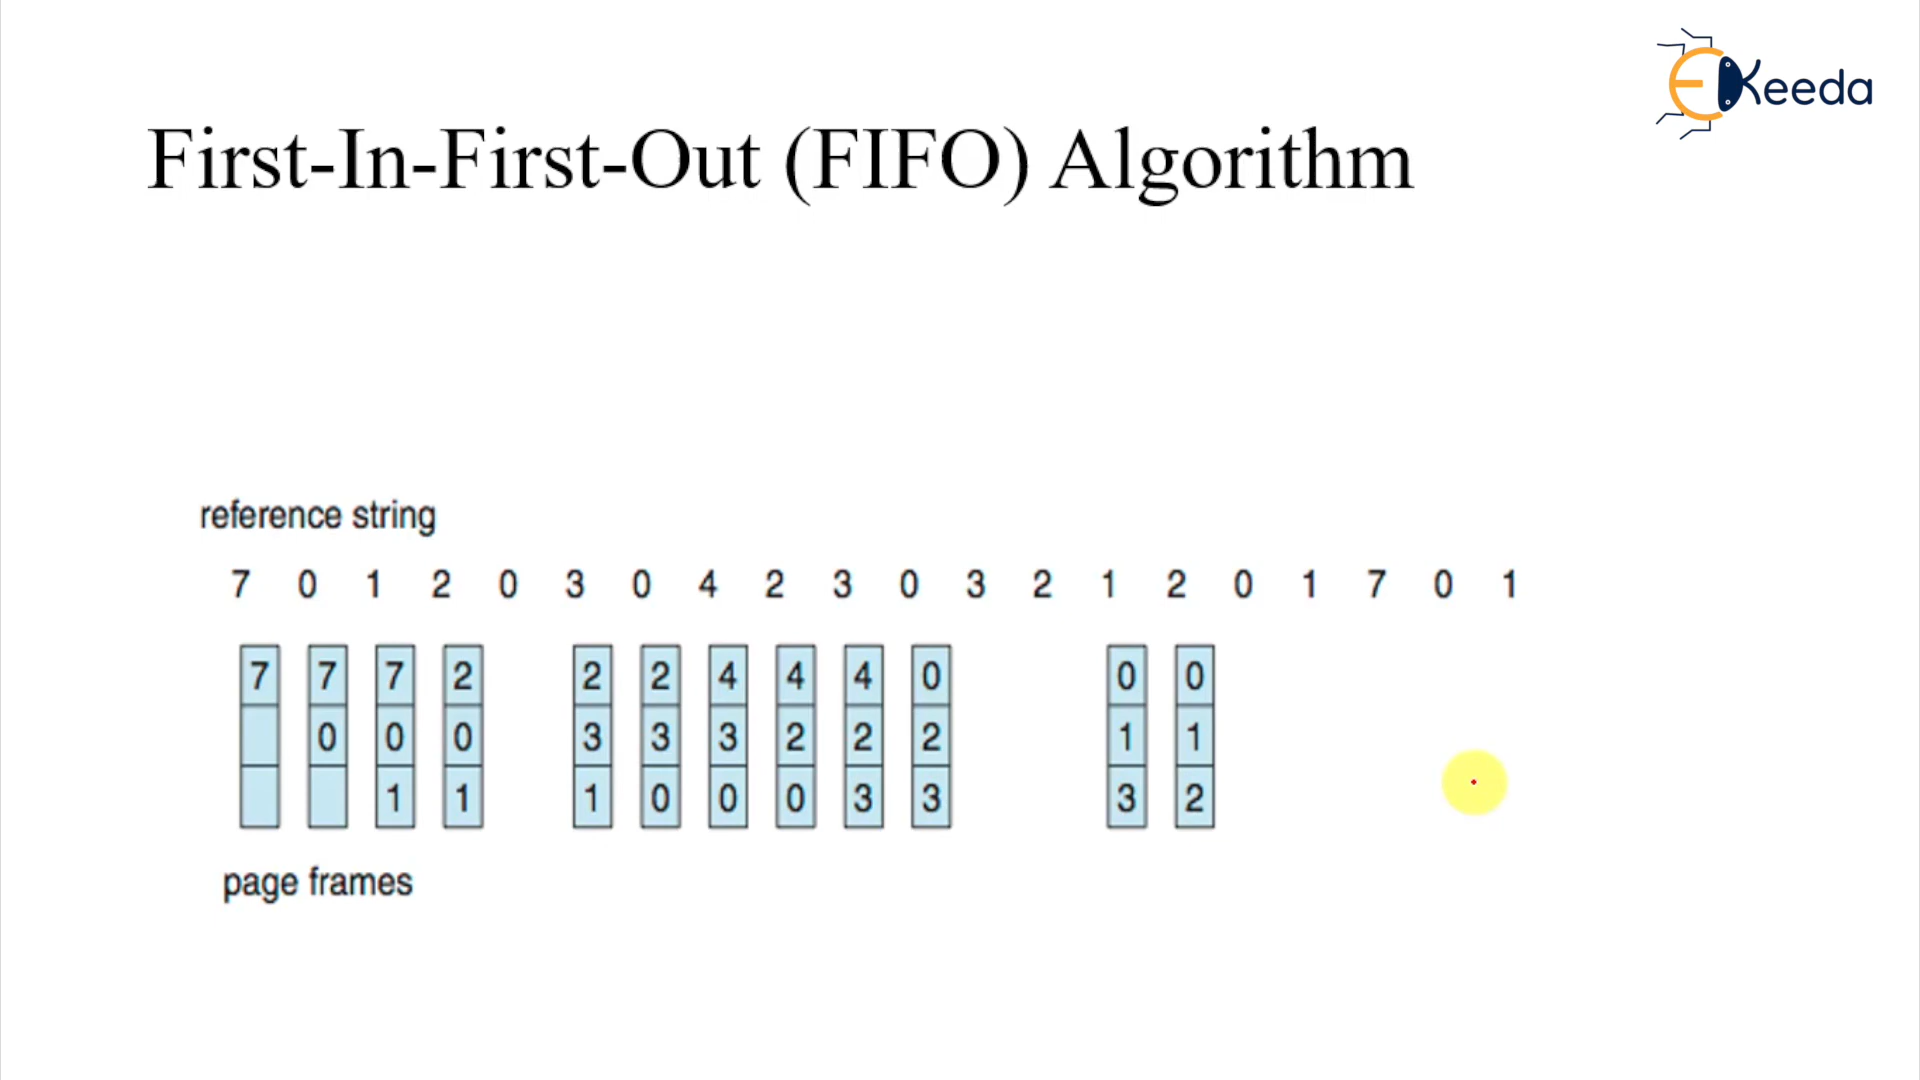 EKeeda
First-In-First-Out (FIFO) Algorithm
reference string
7 0 1 2 0 3 0 4 2 3 0 3 2 1 2 0 1 7 0 1
7 7 7 2 2 2 4 4 4 0 0 0
0 0 0 3 3 3 2 2 2 1 1
1 1 1 0 0 0 3 3 3 2
page frames